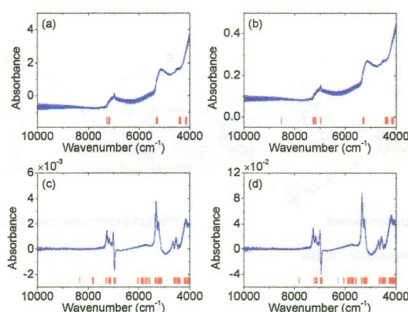 (a)
Absorbance
4
2
0
10000 8000 6000 4000
Wavenumber (cm⁻¹)
(b)
Absorbance
0.4
0.2
0.0
10000 8000 6000 4000
Wavenumber (cm⁻¹)
(c)
×10⁻³
Absorbance
6
4
2
0
-2
10000 8000 6000 4000
Wavenumber (cm⁻¹)
(d)
×10⁻²
Absorbance
12
8
4
0
-4
10000 8000 6000 4000
Wavenumber (cm⁻¹)